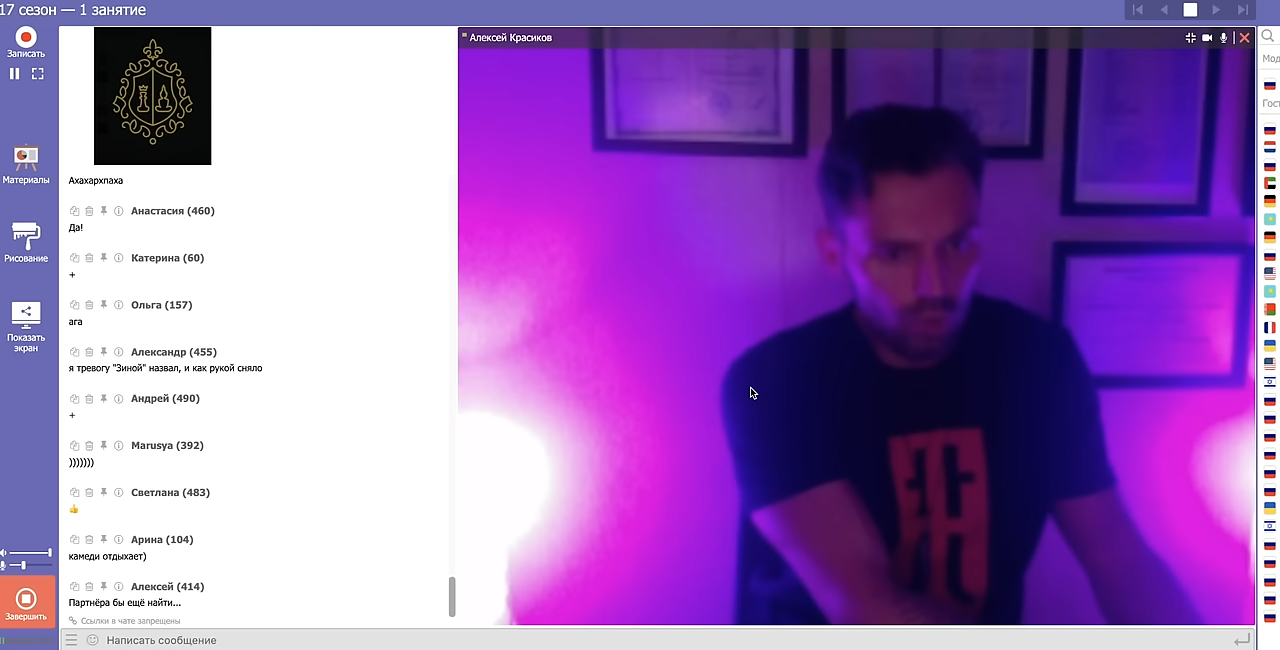 17 сезон — 1 занятие
Записать
Материалы
Рисование
Показать
экран
Завершить
Ахахархпаха
Анастасия (460)
Да!
Катерина (60)
+
Ольга (157)
ага
Александр (455)
я тревогу "Зиной" назвал, и как рукой сняло
Андрей (490)
+
Marusya (392)
)))))))
Светлана (483)
👍
Арина (104)
камеди отдыхает)
Алексей (414)
Партнёра бы ещё найти...
Ссылки в чате запрещены
Написать сообщение
Алексей Красиков
Мод
Гост